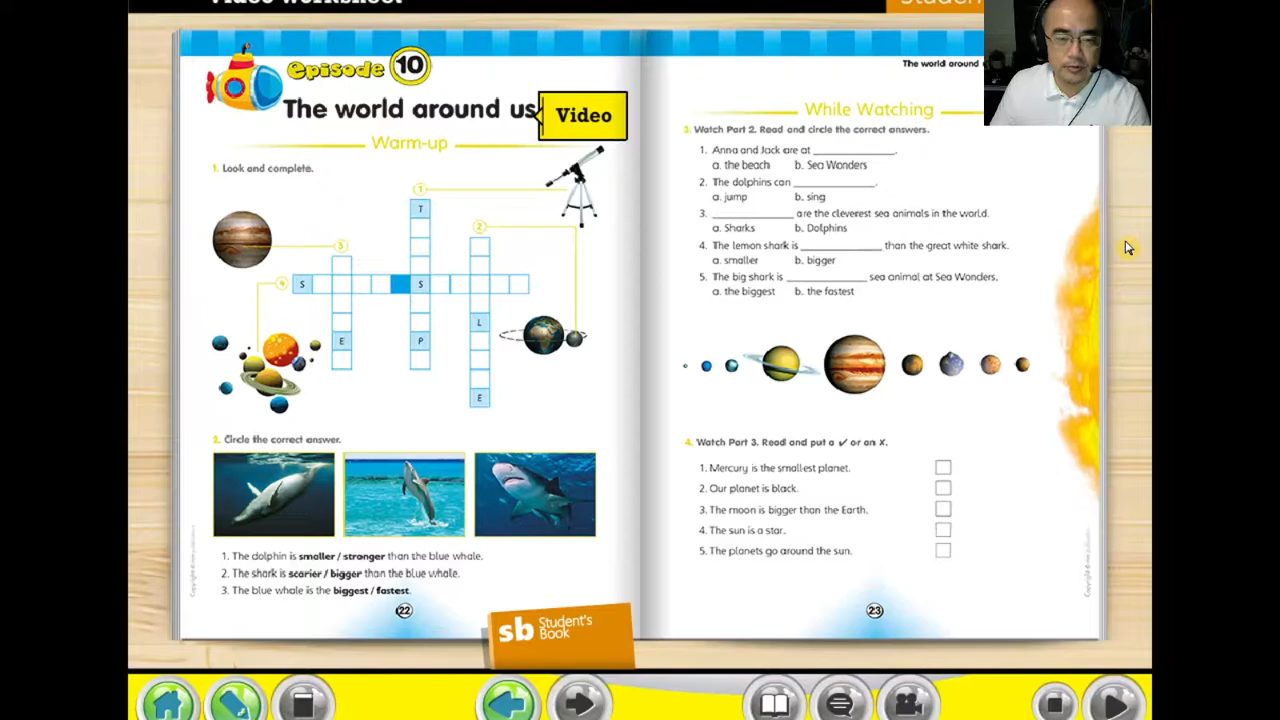 Video worksheet
Student
Episode 10
The world around us
Video
Warm-up
1. Look and complete.
1
T
2
3
4
S
S
L
E
P
E
2. Circle the correct answer.
1. The dolphin is smaller / stronger than the blue whale.
2. The shark is scarier / bigger than the blue whale.
3. The blue whale is the biggest / fastest.
22
sb Student's
Book
The world around
While Watching
3. Watch Part 2. Read and circle the correct answers.
1. Anna and Jack are at ______________.
a. the beach b. Sea Wonders
2. The dolphins can ______________.
a. jump b. sing
3. ______________ are the cleverest sea animals in the world.
a. Sharks b. Dolphins
4. The lemon shark is ______________ than the great white shark.
a. smaller b. bigger
5. The big shark is ______________ sea animal at Sea Wonders.
a. the biggest b. the fastest
4. Watch Part 3. Read and put a ✓ or an ✗.
1. Mercury is the smallest planet.
2. Our planet is black.
3. The moon is bigger than the Earth.
4. The sun is a star.
5. The planets go around the sun.
23